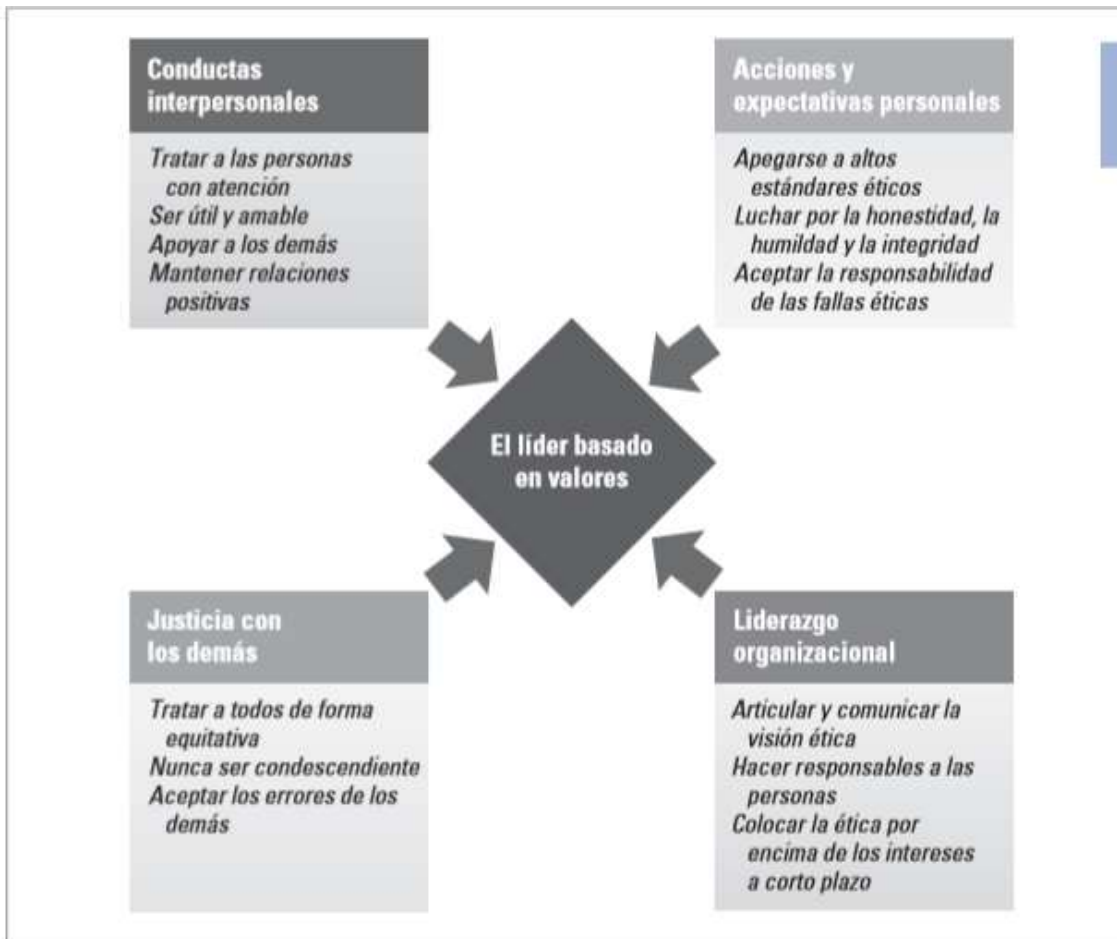 Conductas
interpersonales
Tratar a las personas
con atención
Ser útil y amable
Apoyar a los demás
Mantener relaciones
positivas
Acciones y
expectativas personales
Apegarse a altos
estándares éticos
Luchar por la honestidad, la
humildad y la integridad
Aceptar la responsabilidad
de las fallas éticas
El líder basado
en valores
Justicia con
los demás
Tratar a todos de forma
equitativa
Nunca ser condescendiente
Aceptar los errores de los
demás
Liderazgo
organizacional
Articular y comunicar la
visión ética
Hacer responsables a las
personas
Colocar la ética por
encima de los intereses
a corto plazo